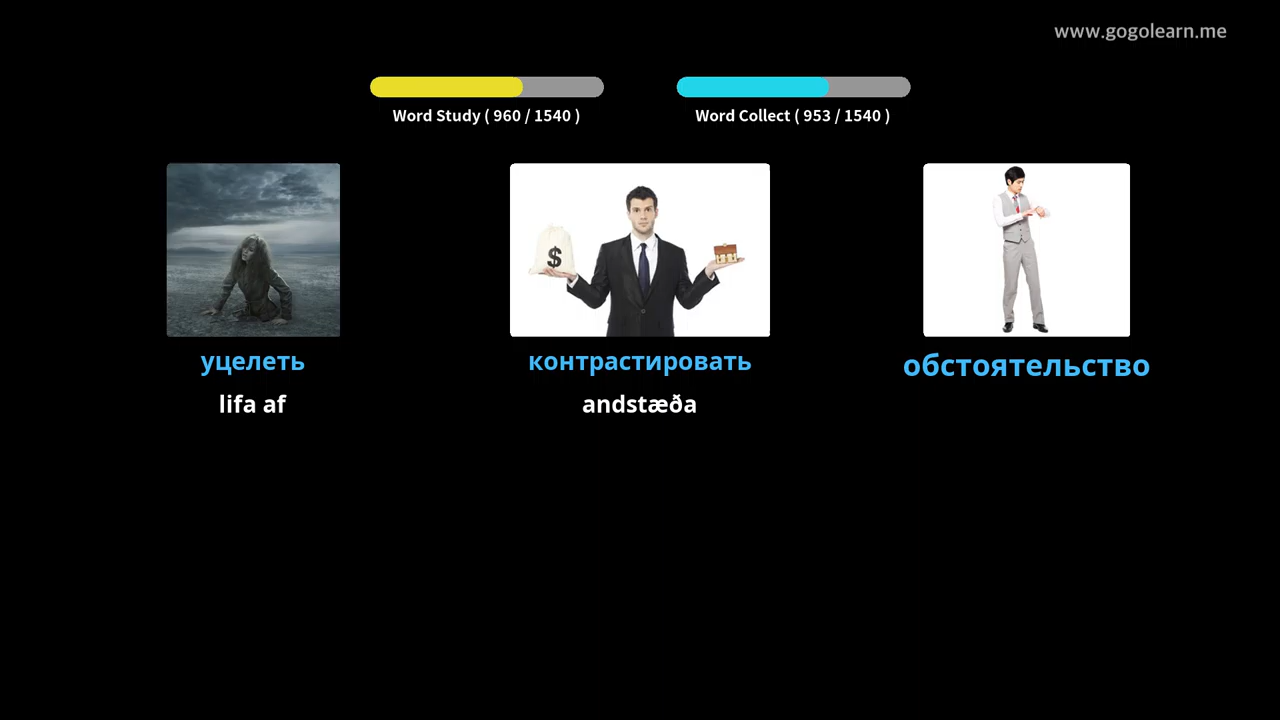 www.gogolearn.me
Word Study ( 960 / 1540 )
Word Collect ( 953 / 1540 )
$
уцелеть
контрастировать
обстоятельство
lifa af
andstæða